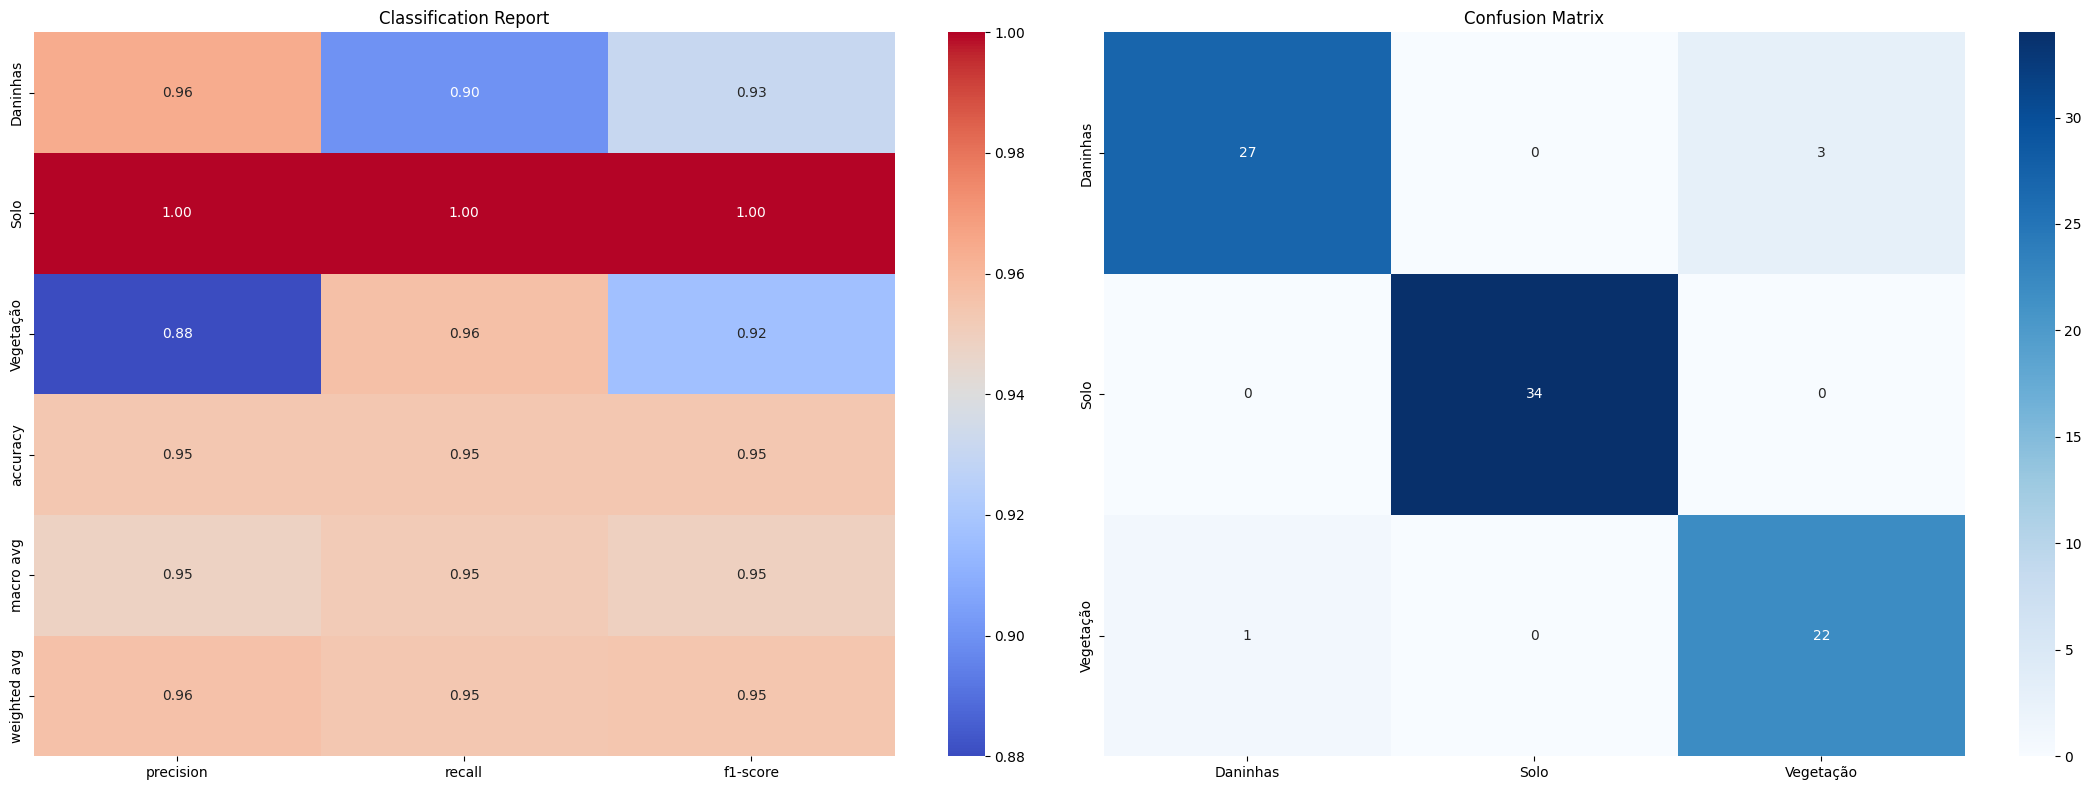 Classification Report
Daninhas
0.96 0.90 0.93
Solo
1.00 1.00 1.00
Vegetação
0.88 0.96 0.92
accuracy
0.95 0.95 0.95
macro avg
0.95 0.95 0.95
weighted avg
0.96 0.95 0.95
precision recall f1-score
1.00
0.98
0.96
0.94
0.92
0.90
0.88
Confusion Matrix
Daninhas
27 0 3
Solo
0 34 0
Vegetação
1 0 22
Daninhas Solo Vegetação
30
25
20
15
10
5
0